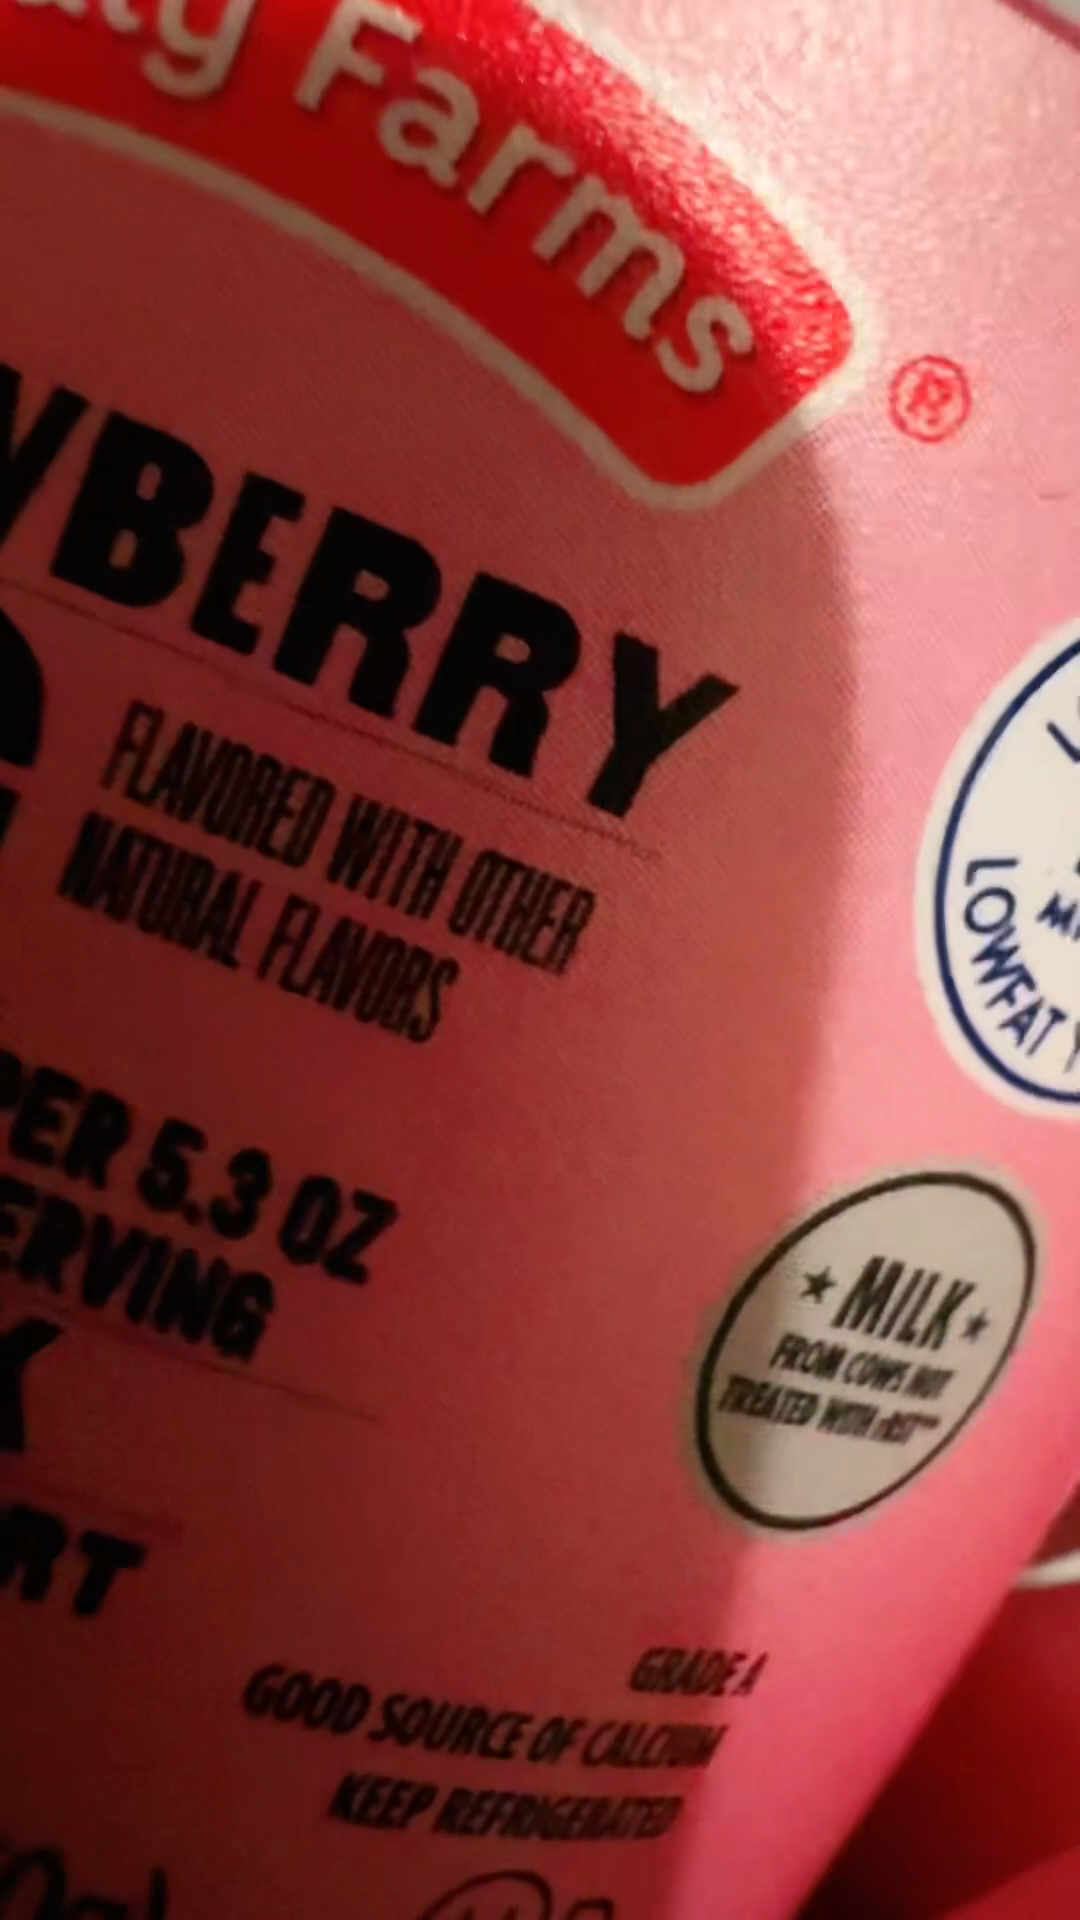 Farms
®
WBERRY
FLAVORED WITH OTHER
NATURAL FLAVORS
PER 5.3 OZ
ERVING
LOWFAT
★ MILK ★
FROM COWS NOT
TREATED WITH rBST
RT
GRADE A
GOOD SOURCE OF CALCIUM
KEEP REFRIGERATED